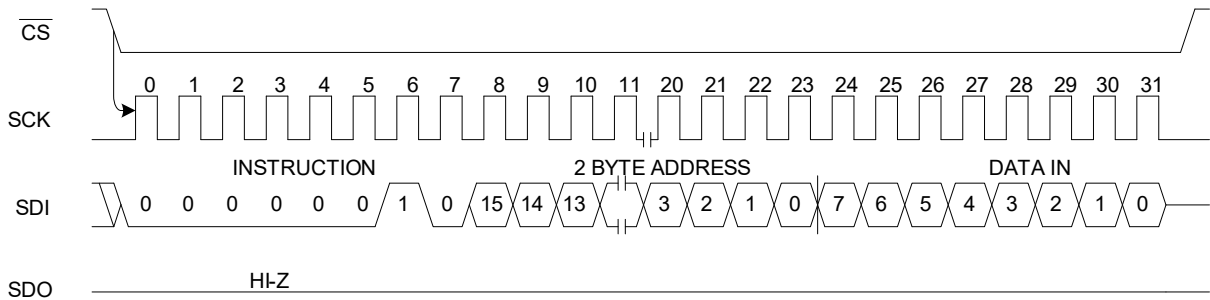 CS
0 1 2 3 4 5 6 7 8 9 10 11 20 21 22 23 24 25 26 27 28 29 30 31
SCK
INSTRUCTION 2 BYTE ADDRESS DATA IN
SDI 0 0 0 0 0 0 1 0 15 14 13 3 2 1 0 7 6 5 4 3 2 1 0
HI-Z
SDO